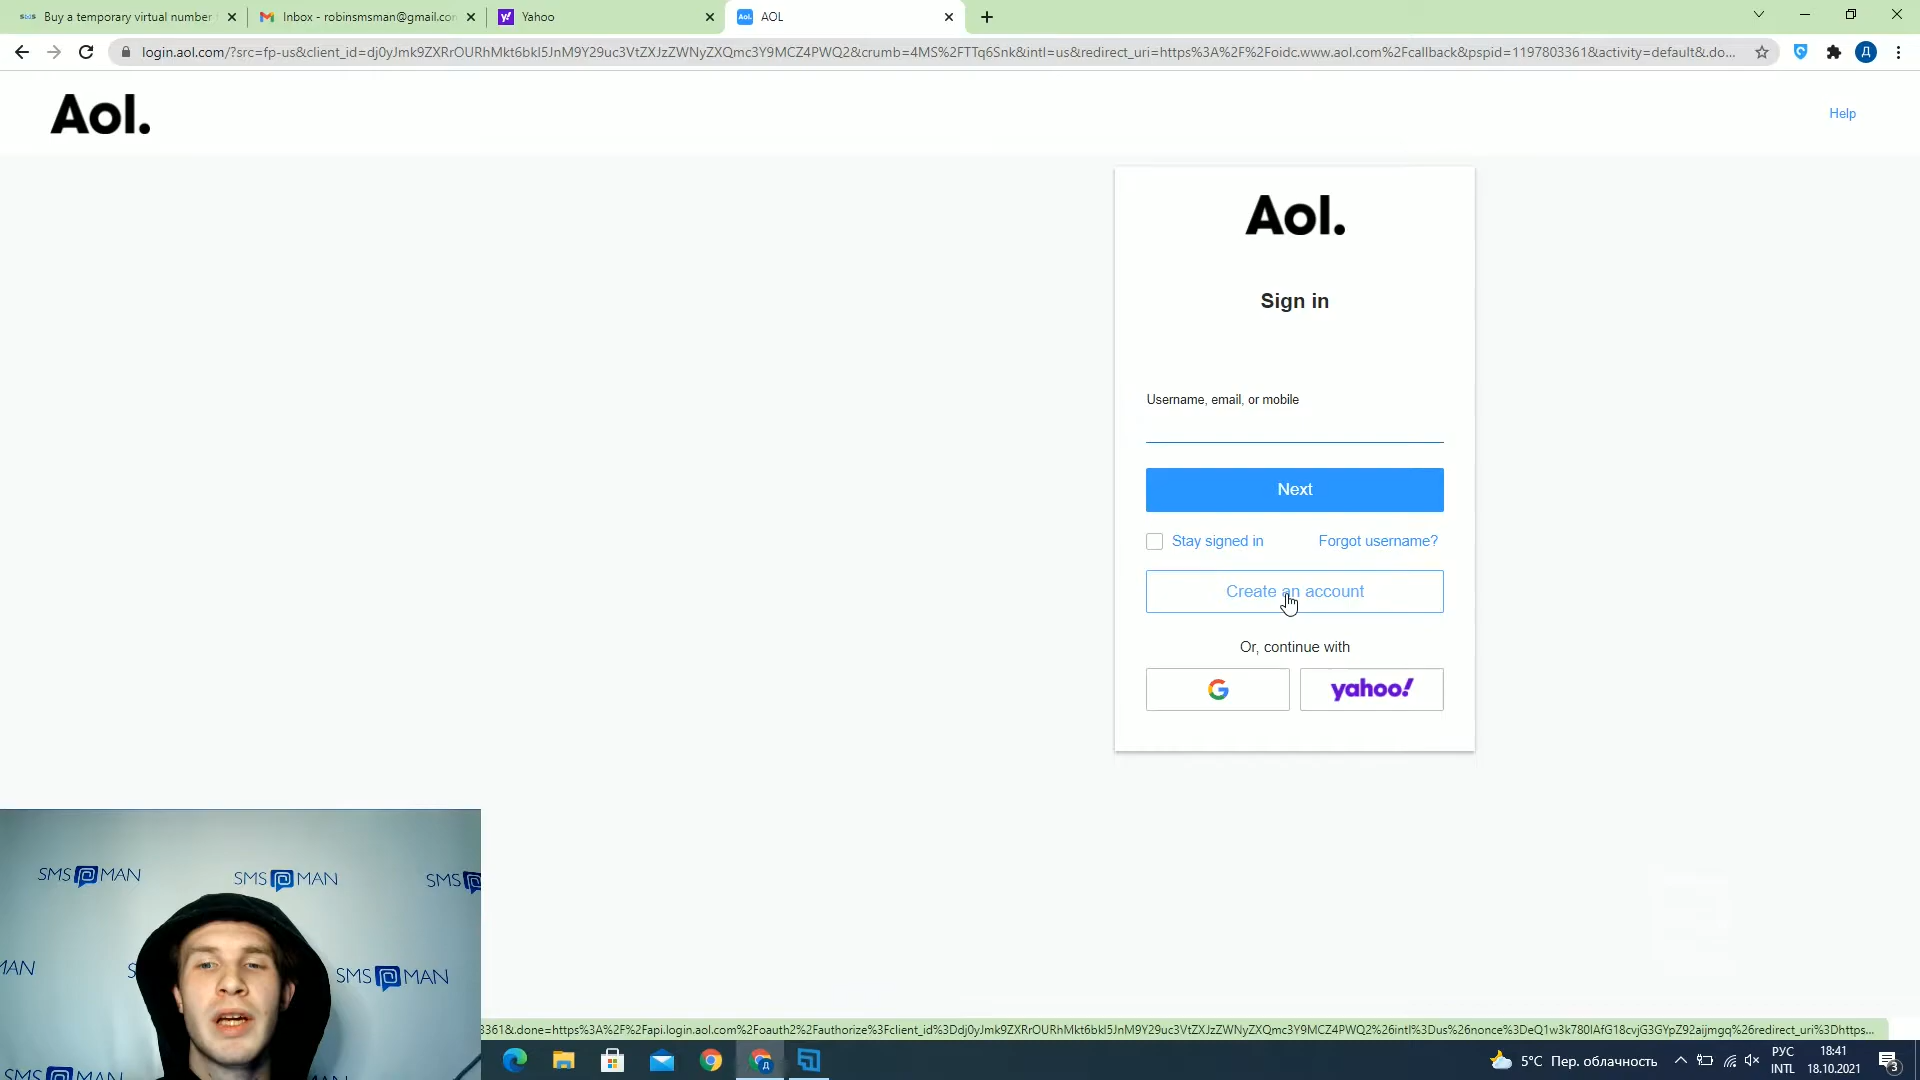 Buy a temporary virtual number
Inbox - robinsmsman@gmail.com
Yahoo
AOL
login.aol.com/?src=fp-us&client_id=dj0yJmk9ZXRrOURhMkt6bkI5JnM9Y29uc3VtZXJzZWNyZXQmc3Y9MCZ4PWQ2&crumb=4MS%2FTTq6Snk&intl=us&redirect_uri=https%3A%2F%2Foidc.www.aol.com%2Fcallback&pspid=1197803361&activity=default&.do...
Д
Aol.
Help
Aol.
Sign in
Username, email, or mobile
Next
Stay signed in
Forgot username?
Create an account
Or, continue with
G
yahoo!
SMS MAN
SMS MAN
SMS
MAN
S
SMS MAN
SMS MAN
3361&.done=https%3A%2F%2Fapi.login.aol.com%2Foauth2%2Fauthorize%3Fclient_id%3Ddj0yJmk9ZXRrOURhMkt6bkI5JnM9Y29uc3VtZXJzZWNyZXQmc3Y9MCZ4PWQ2%26intl%3Dus%26nonce%3DeQ1w3k780IAfG18cvjG3GYpZ92aijmgq%26redirect_uri%3Dhttps...
5°C Пер. облачность
РУС
INTL
18:41
18.10.2021
3